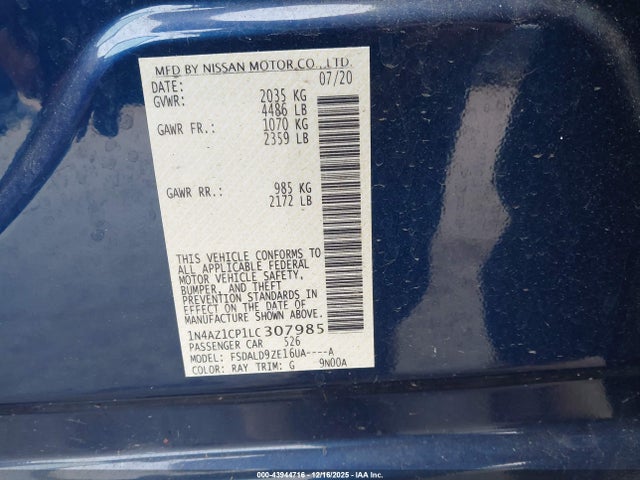 MFD BY NISSAN MOTOR CO.,LTD.
DATE: 07/20
GVWR: 2035 KG
4486 LB
GAWR FR.: 1070 KG
2359 LB
GAWR RR.: 985 KG
2172 LB
THIS VEHICLE CONFORMS TO
ALL APPLICABLE FEDERAL
MOTOR VEHICLE SAFETY,
BUMPER, AND THEFT
PREVENTION STANDARDS IN
EFFECT ON THE DATE OF
MANUFACTURE SHOWN ABOVE.
1N4AZ1CP1LC307985
PASSENGER CAR 526
MODEL: FSDALD9ZE16UA----A
COLOR: RAY TRIM: G 9N00A
000-43944716 - 12/16/2025 - IAA Inc.